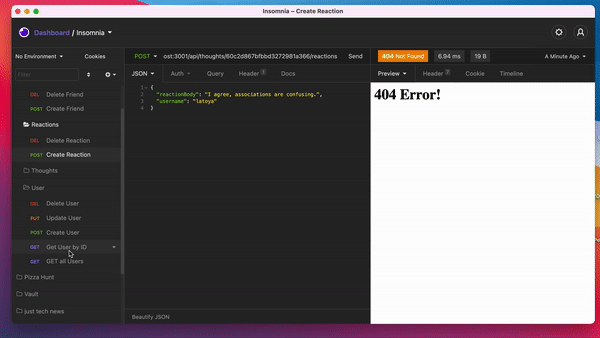 Insomnia – Create Reaction
Dashboard / Insomnia
No Environment
Cookies
POST
ost:3001/api/thoughts/60c2d867bfbbd3272981a366/reactions
Send
404 Not Found
6.94 ms
19 B
A Minute Ago
Filter
JSON
Auth
Query
Header 1
Docs
Preview
Header 7
Cookie
Timeline
DEL Delete Friend
POST Create Friend
Reactions
DEL Delete Reaction
POST Create Reaction
Thoughts
User
DEL Delete User
PUT Update User
POST Create User
GET Get User by ID
GET GET all Users
Pizza Hunt
Vault
just tech news
1 {
2 "reactionBody": "I agree, associations are confusing…",
3 "username": "latoya"
4 }
404 Error!
Beautify JSON